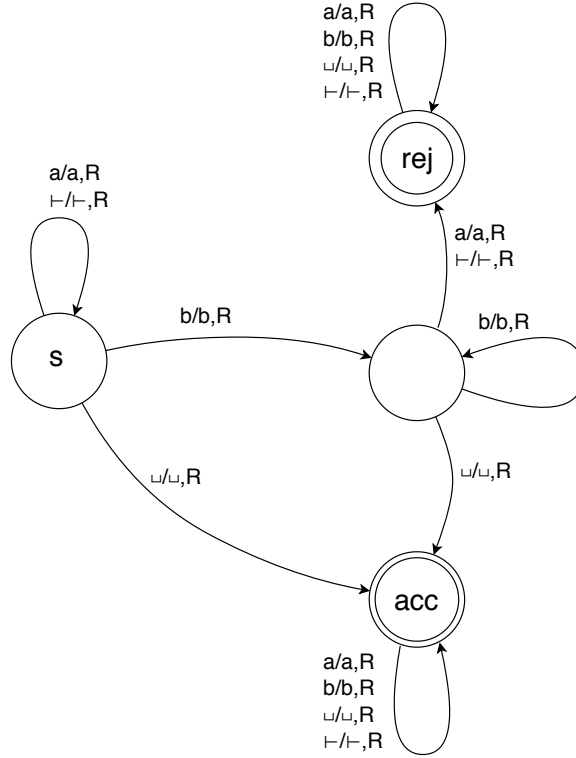 a/a,R
b/b,R
␣/␣,R
⊢/⊢,R
rej
a/a,R
⊢/⊢,R
a/a,R
⊢/⊢,R
b/b,R
b/b,R
s
␣/␣,R
␣/␣,R
acc
a/a,R
b/b,R
␣/␣,R
⊢/⊢,R